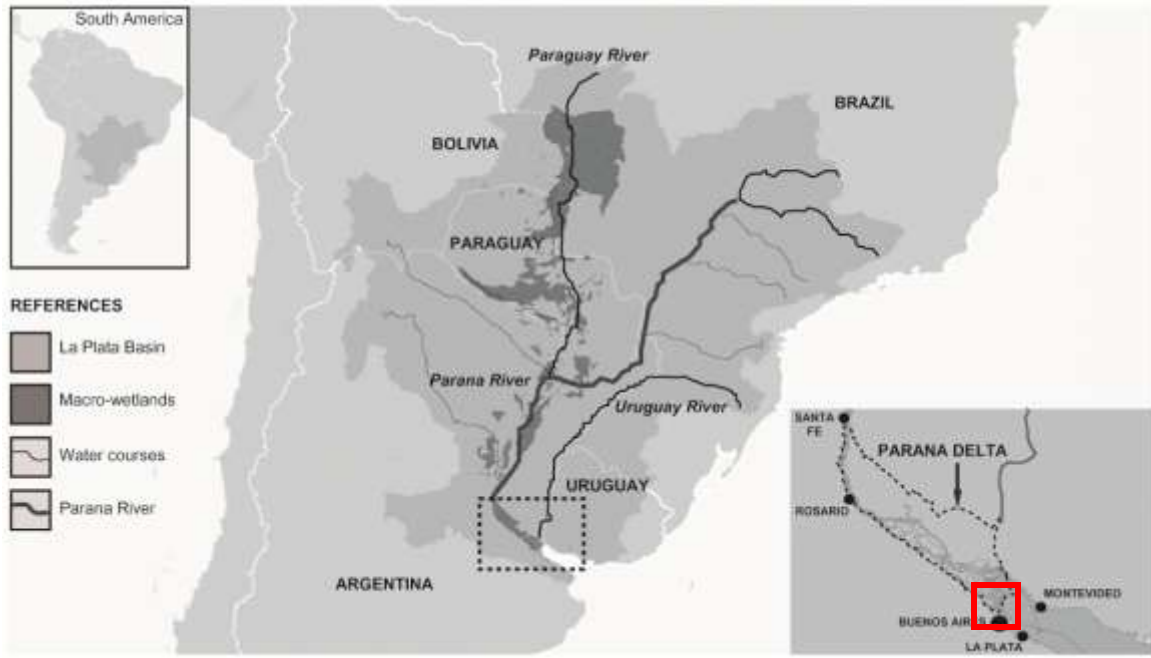 South America
Paraguay River
BRAZIL
BOLIVIA
PARAGUAY
REFERENCES
La Plata Basin
Macro-wetlands
Water courses
Parana River
Parana River
Uruguay River
URUGUAY
ARGENTINA
SANTA
FE
PARANA DELTA
ROSARIO
MONTEVIDEO
BUENOS AIRES
LA PLATA